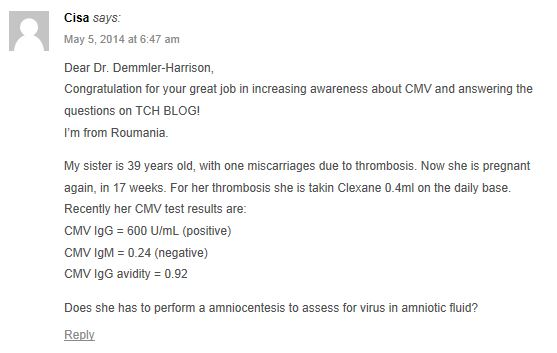 Cisa says:
May 5, 2014 at 6:47 am
Dear Dr. Demmler-Harrison,
Congratulation for your great job in increasing awareness about CMV and answering the
questions on TCH BLOG!
I'm from Roumania.
My sister is 39 years old, with one miscarriages due to thrombosis. Now she is pregnant
again, in 17 weeks. For her thrombosis she is takin Clexane 0.4ml on the daily base.
Recently her CMV test results are:
CMV IgG = 600 U/mL (positive)
CMV IgM = 0.24 (negative)
CMV IgG avidity = 0.92
Does she has to perform a amniocentesis to assess for virus in amniotic fluid?
Reply